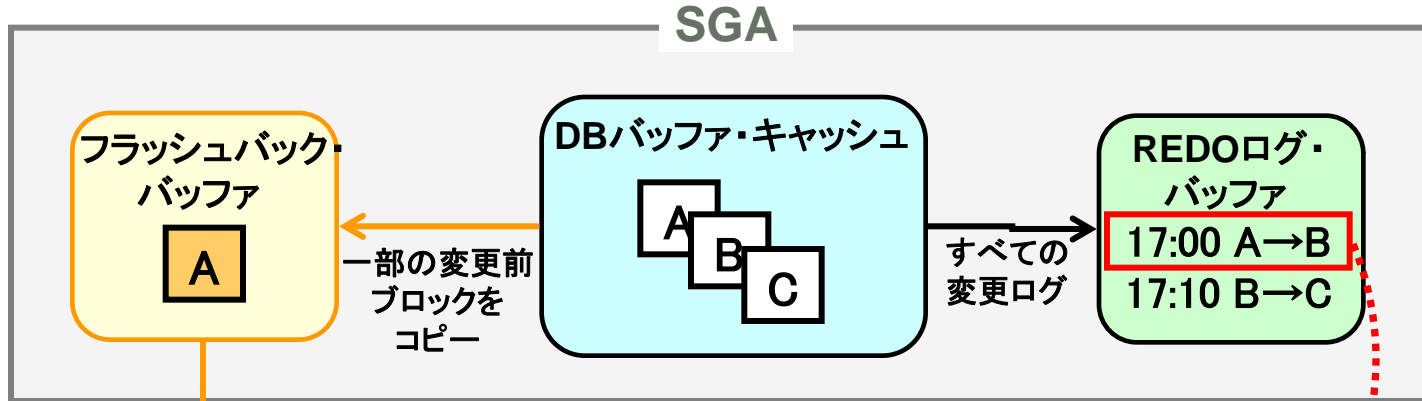 SGA
フラッシュバック・
バッファ
A
一部の変更前
ブロックを
コピー
DBバッファ・キャッシュ
A
B
C
すべての
変更ログ
REDOログ・
バッファ
17:00 A→B
17:10 B→C